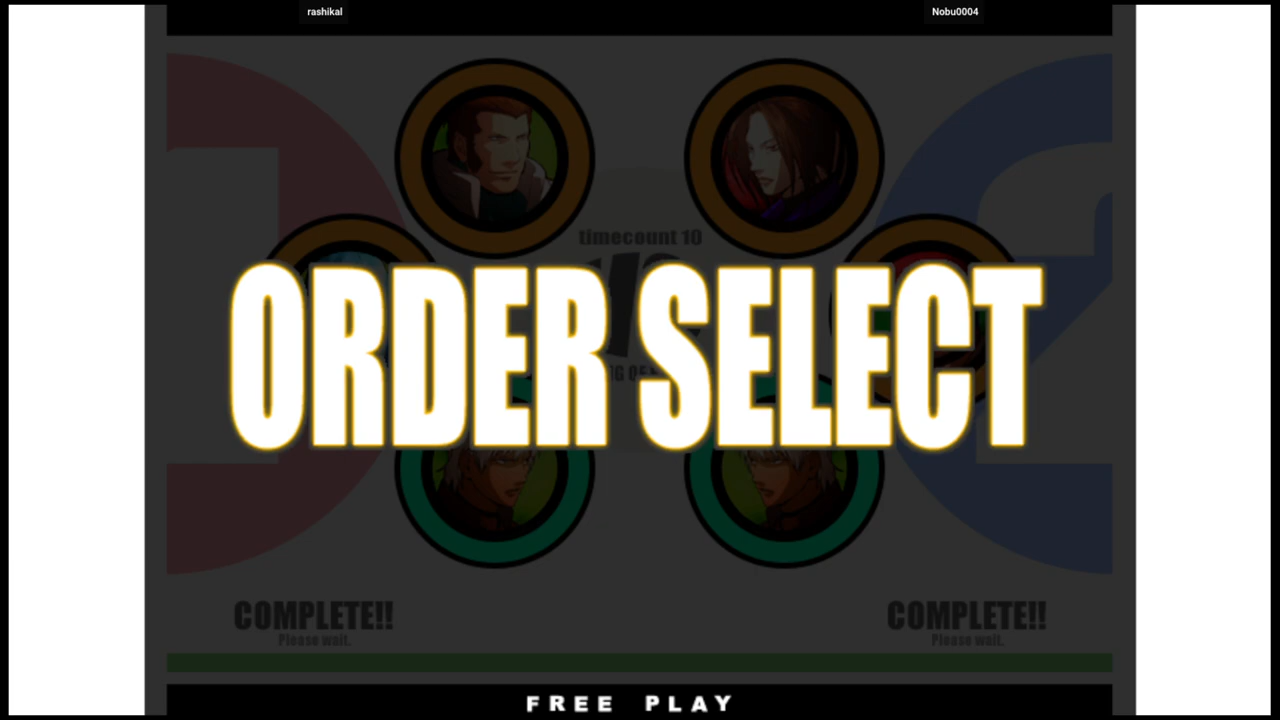 rashikal
Nobu0004
timecount 10
ORDER SELECT
COMPLETE!!
Please wait.
COMPLETE!!
Please wait.
FREE PLAY